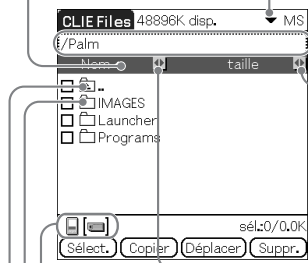 CLIE Files 48896K disp. MS
/Palm
Nom taille
..
IMAGES
Launcher
Programs
sél.:0/0.0K
Sélect. Copier Déplacer Suppr.